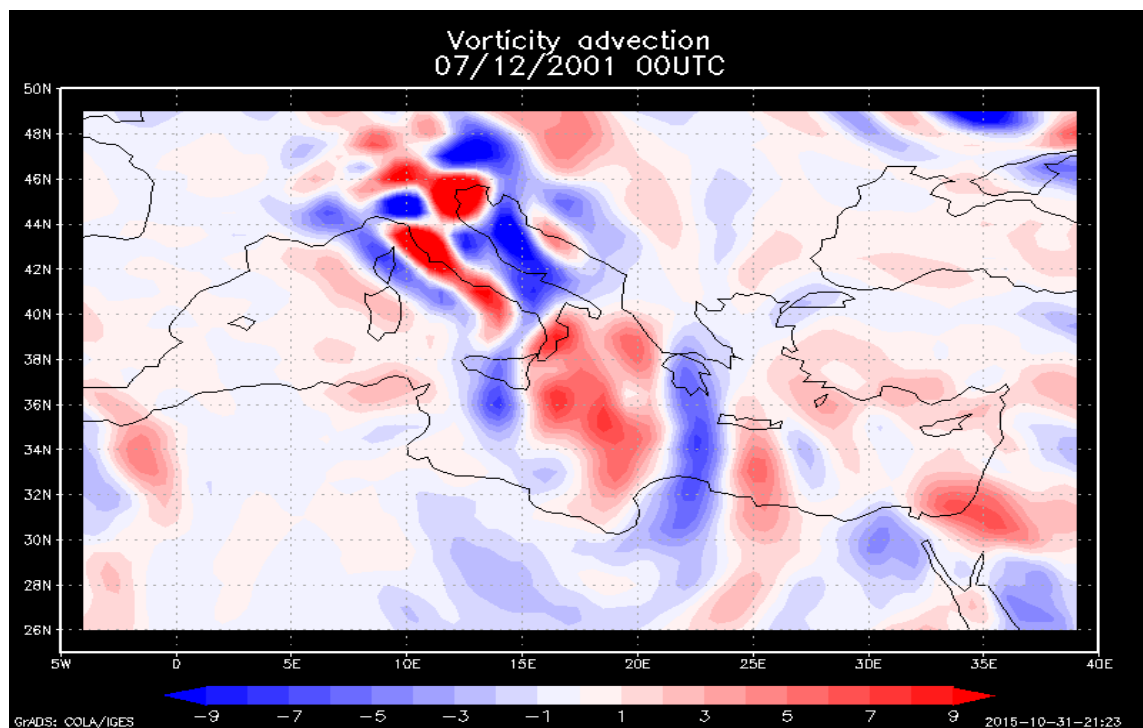 Vorticity advection
07/12/2001 00UTC
50N
48N
46N
44N
42N
40N
38N
36N
34N
32N
30N
28N
26N
5W 0 5E 10E 15E 20E 25E 30E 35E 40E
-9 -7 -5 -3 -1 1 3 5 7 9
GrADS: COLA/IGES 2015-10-31-21:23